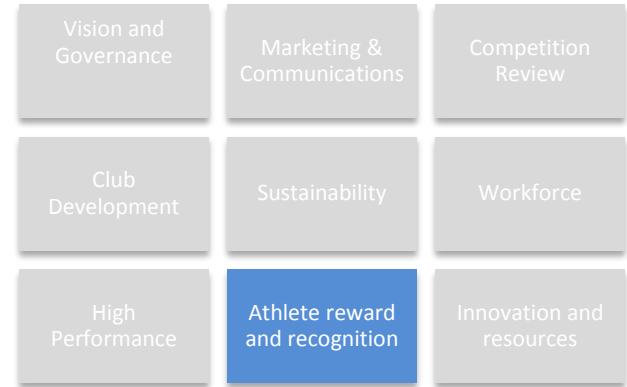 Vision and
Governance
Marketing &
Communications
Competition
Review
Club
Development
Sustainability
Workforce
High
Performance
Athlete reward
and recognition
Innovation and
resources